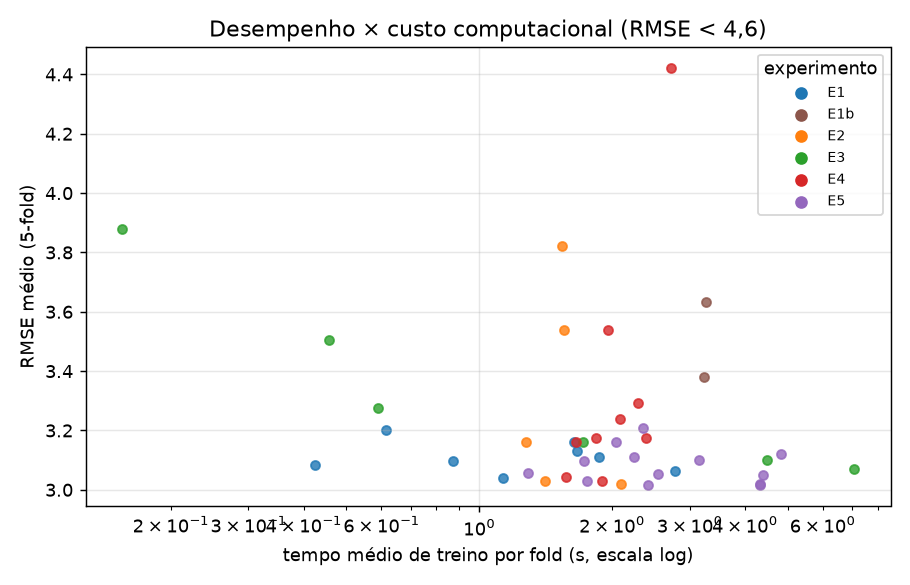 Desempenho × custo computacional (RMSE < 4,6)
RMSE médio (5-fold)
4.4
4.2
4.0
3.8
3.6
3.4
3.2
3.0
experimento
E1
E1b
E2
E3
E4
E5
2 × 10⁻¹ 3 × 10⁻¹ 4 × 10⁻¹ 6 × 10⁻¹ 10⁰ 2 × 10⁰ 3 × 10⁰ 4 × 10⁰ 6 × 10⁰
tempo médio de treino por fold (s, escala log)